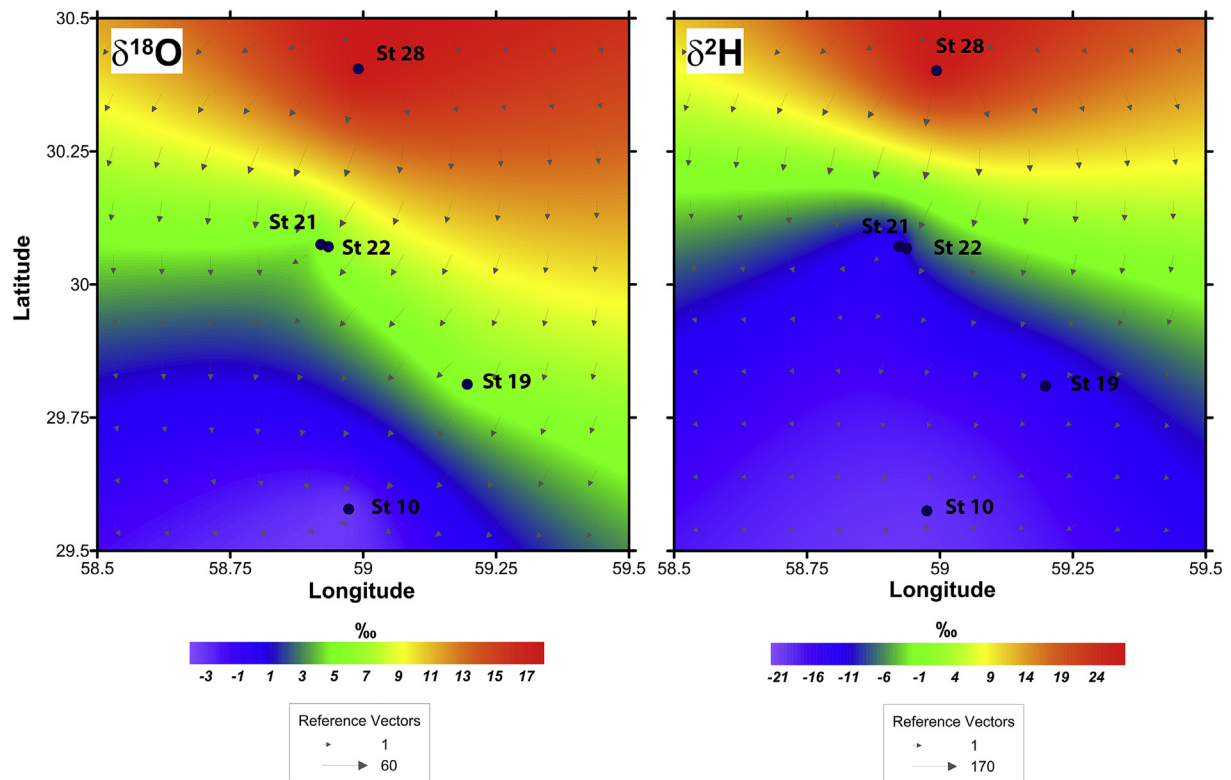 δ18O
St 28
St 21
St 22
St 19
St 10
30.5
30.25
30
29.75
29.5
Latitude
58.5 58.75 59 59.25 59.5
Longitude
‰
-3 -1 1 3 5 7 9 11 13 15 17
Reference Vectors
1
60
δ2H
St 28
St 21
St 22
St 19
St 10
58.5 58.75 59 59.25 59.5
Longitude
‰
-21 -16 -11 -6 -1 4 9 14 19 24
Reference Vectors
1
170